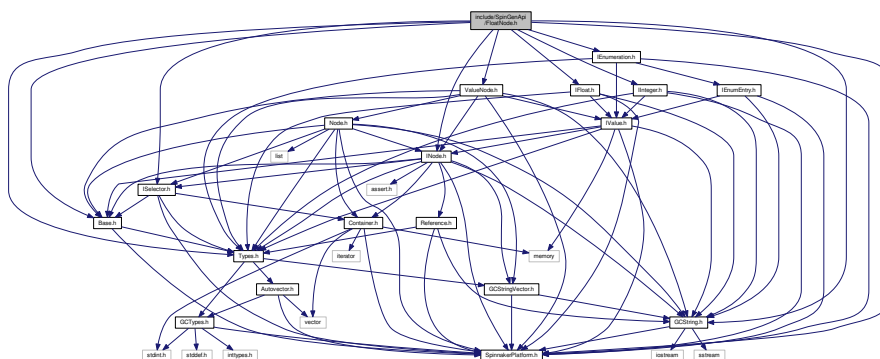 include/SpinGenApi
/FloatNode.h
IEnumeration.h
ValueNode.h
IFloat.h
IInteger.h
IEnumEntry.h
Node.h
IValue.h
list
INode.h
ISelector.h
assert.h
Base.h
Container.h
Reference.h
Types.h
iterator
memory
Autovector.h
GCStringVector.h
GCTypes.h
vector
GCString.h
stdint.h
stddef.h
inttypes.h
SpinnakerPlatform.h
iostream
sstream